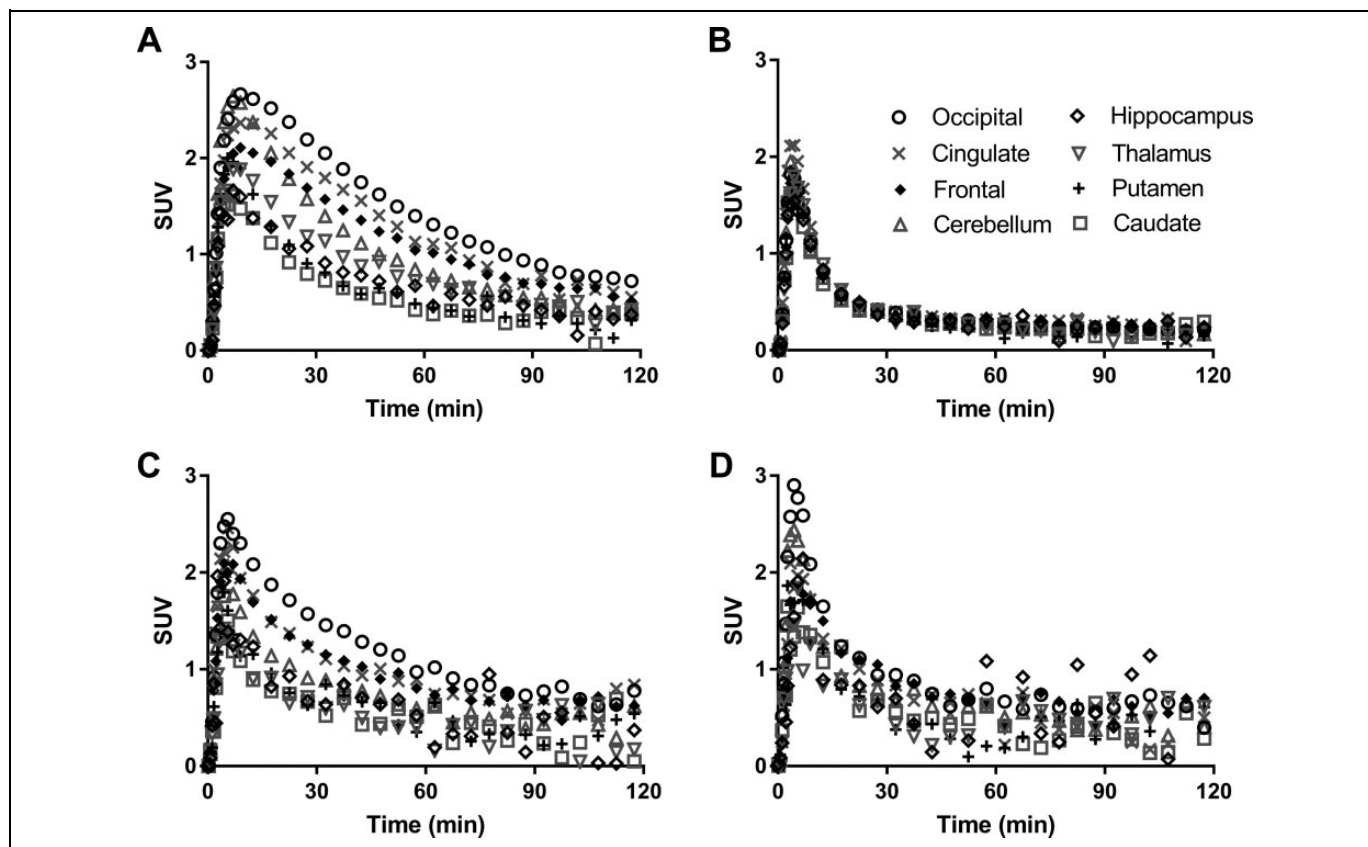 A
3
2
1
0
SUV
0 30 60 90 120
Time (min)
B
3
2
1
0
SUV
0 30 60 90 120
Time (min)
Occipital
Cingulate
Frontal
Cerebellum
Hippocampus
Thalamus
Putamen
Caudate
C
3
2
1
0
SUV
0 30 60 90 120
Time (min)
D
3
2
1
0
SUV
0 30 60 90 120
Time (min)